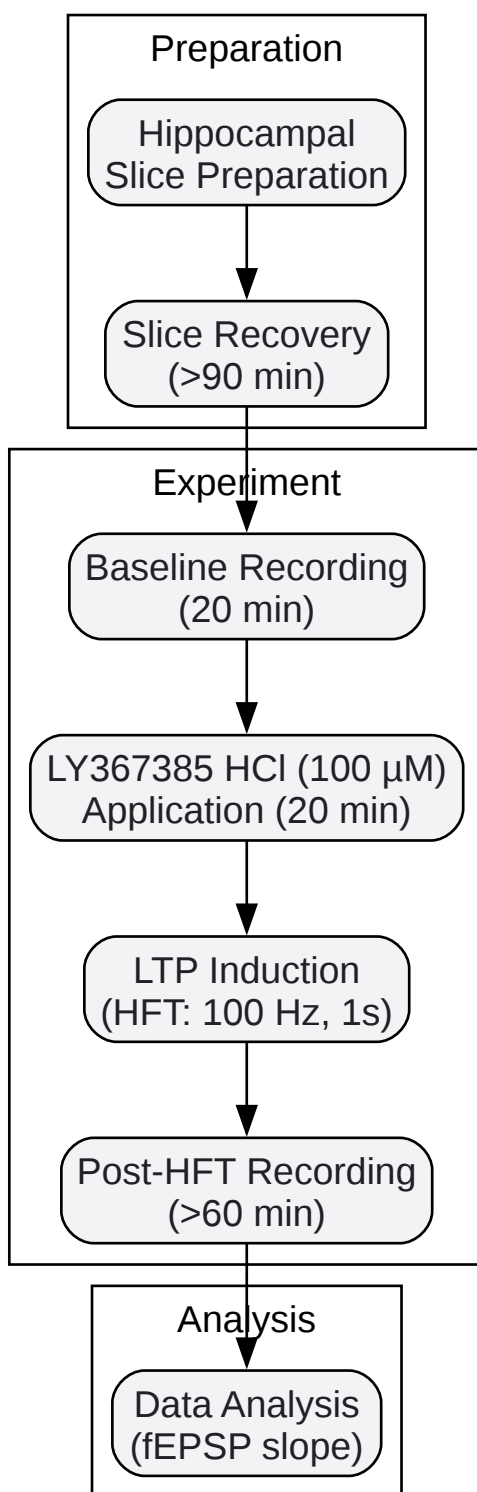 Preparation
Hippocampal
Slice Preparation
Slice Recovery
(>90 min)
Experiment
Baseline Recording
(20 min)
LY367385 HCl (100 µM)
Application (20 min)
LTP Induction
(HFT: 100 Hz, 1s)
Post-HFT Recording
(>60 min)
Analysis
Data Analysis
(fEPSP slope)